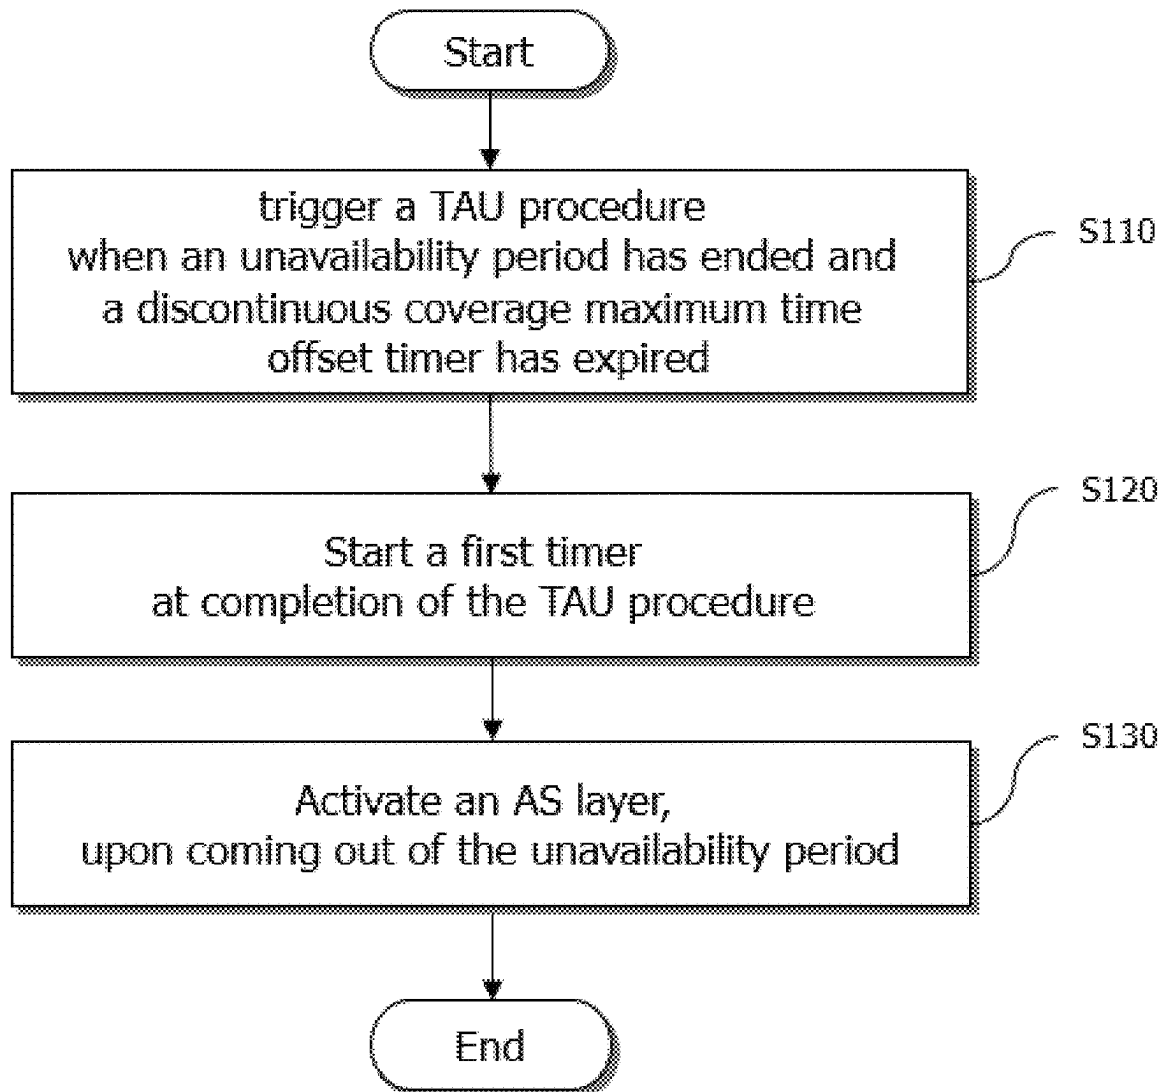 Start
trigger a TAU procedure
when an unavailability period has ended and
a discontinuous coverage maximum time
offset timer has expired
S110
Start a first timer
at completion of the TAU procedure
S120
Activate an AS layer,
upon coming out of the unavailability period
S130
End